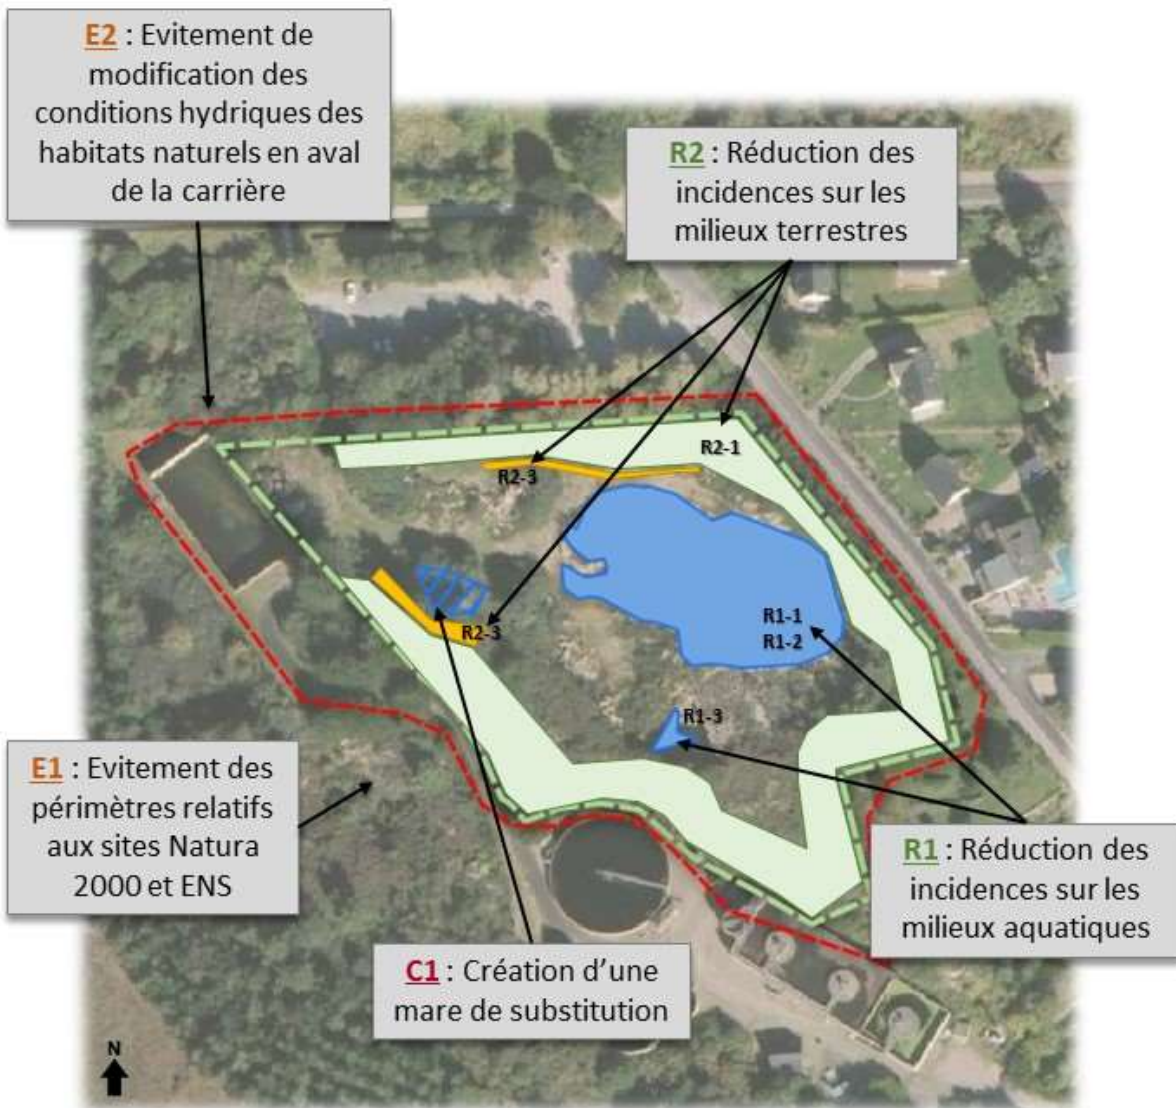 E2 : Evitement de
modification des
conditions hydriques des
habitats naturels en aval
de la carrière
R2 : Réduction des
incidences sur les
milieux terrestres
R2-1
R2-3
R2-3
R1-1
R1-2
R1-3
E1 : Evitement des
périmètres relatifs
aux sites Natura
2000 et ENS
R1 : Réduction des
incidences sur les
milieux aquatiques
C1 : Création d'une
mare de substitution
N